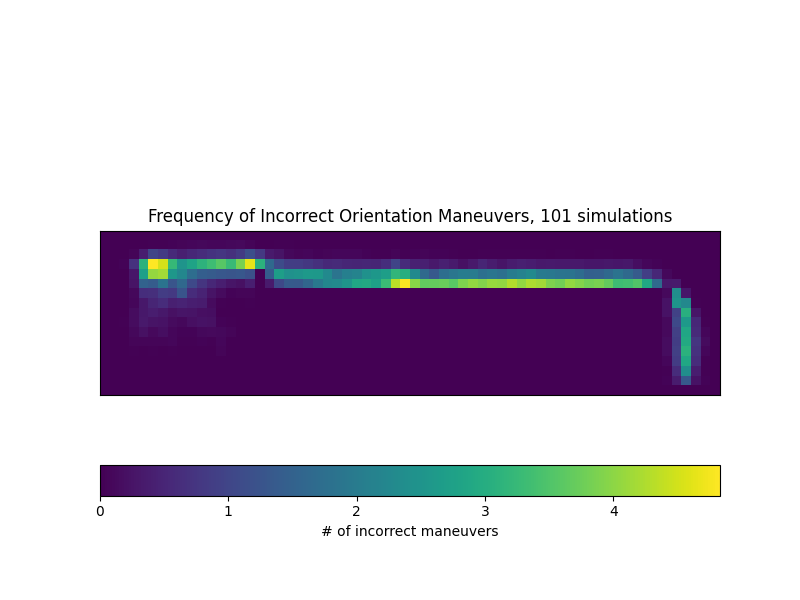 Frequency of Incorrect Orientation Maneuvers, 101 simulations
0 1 2 3 4
# of incorrect maneuvers